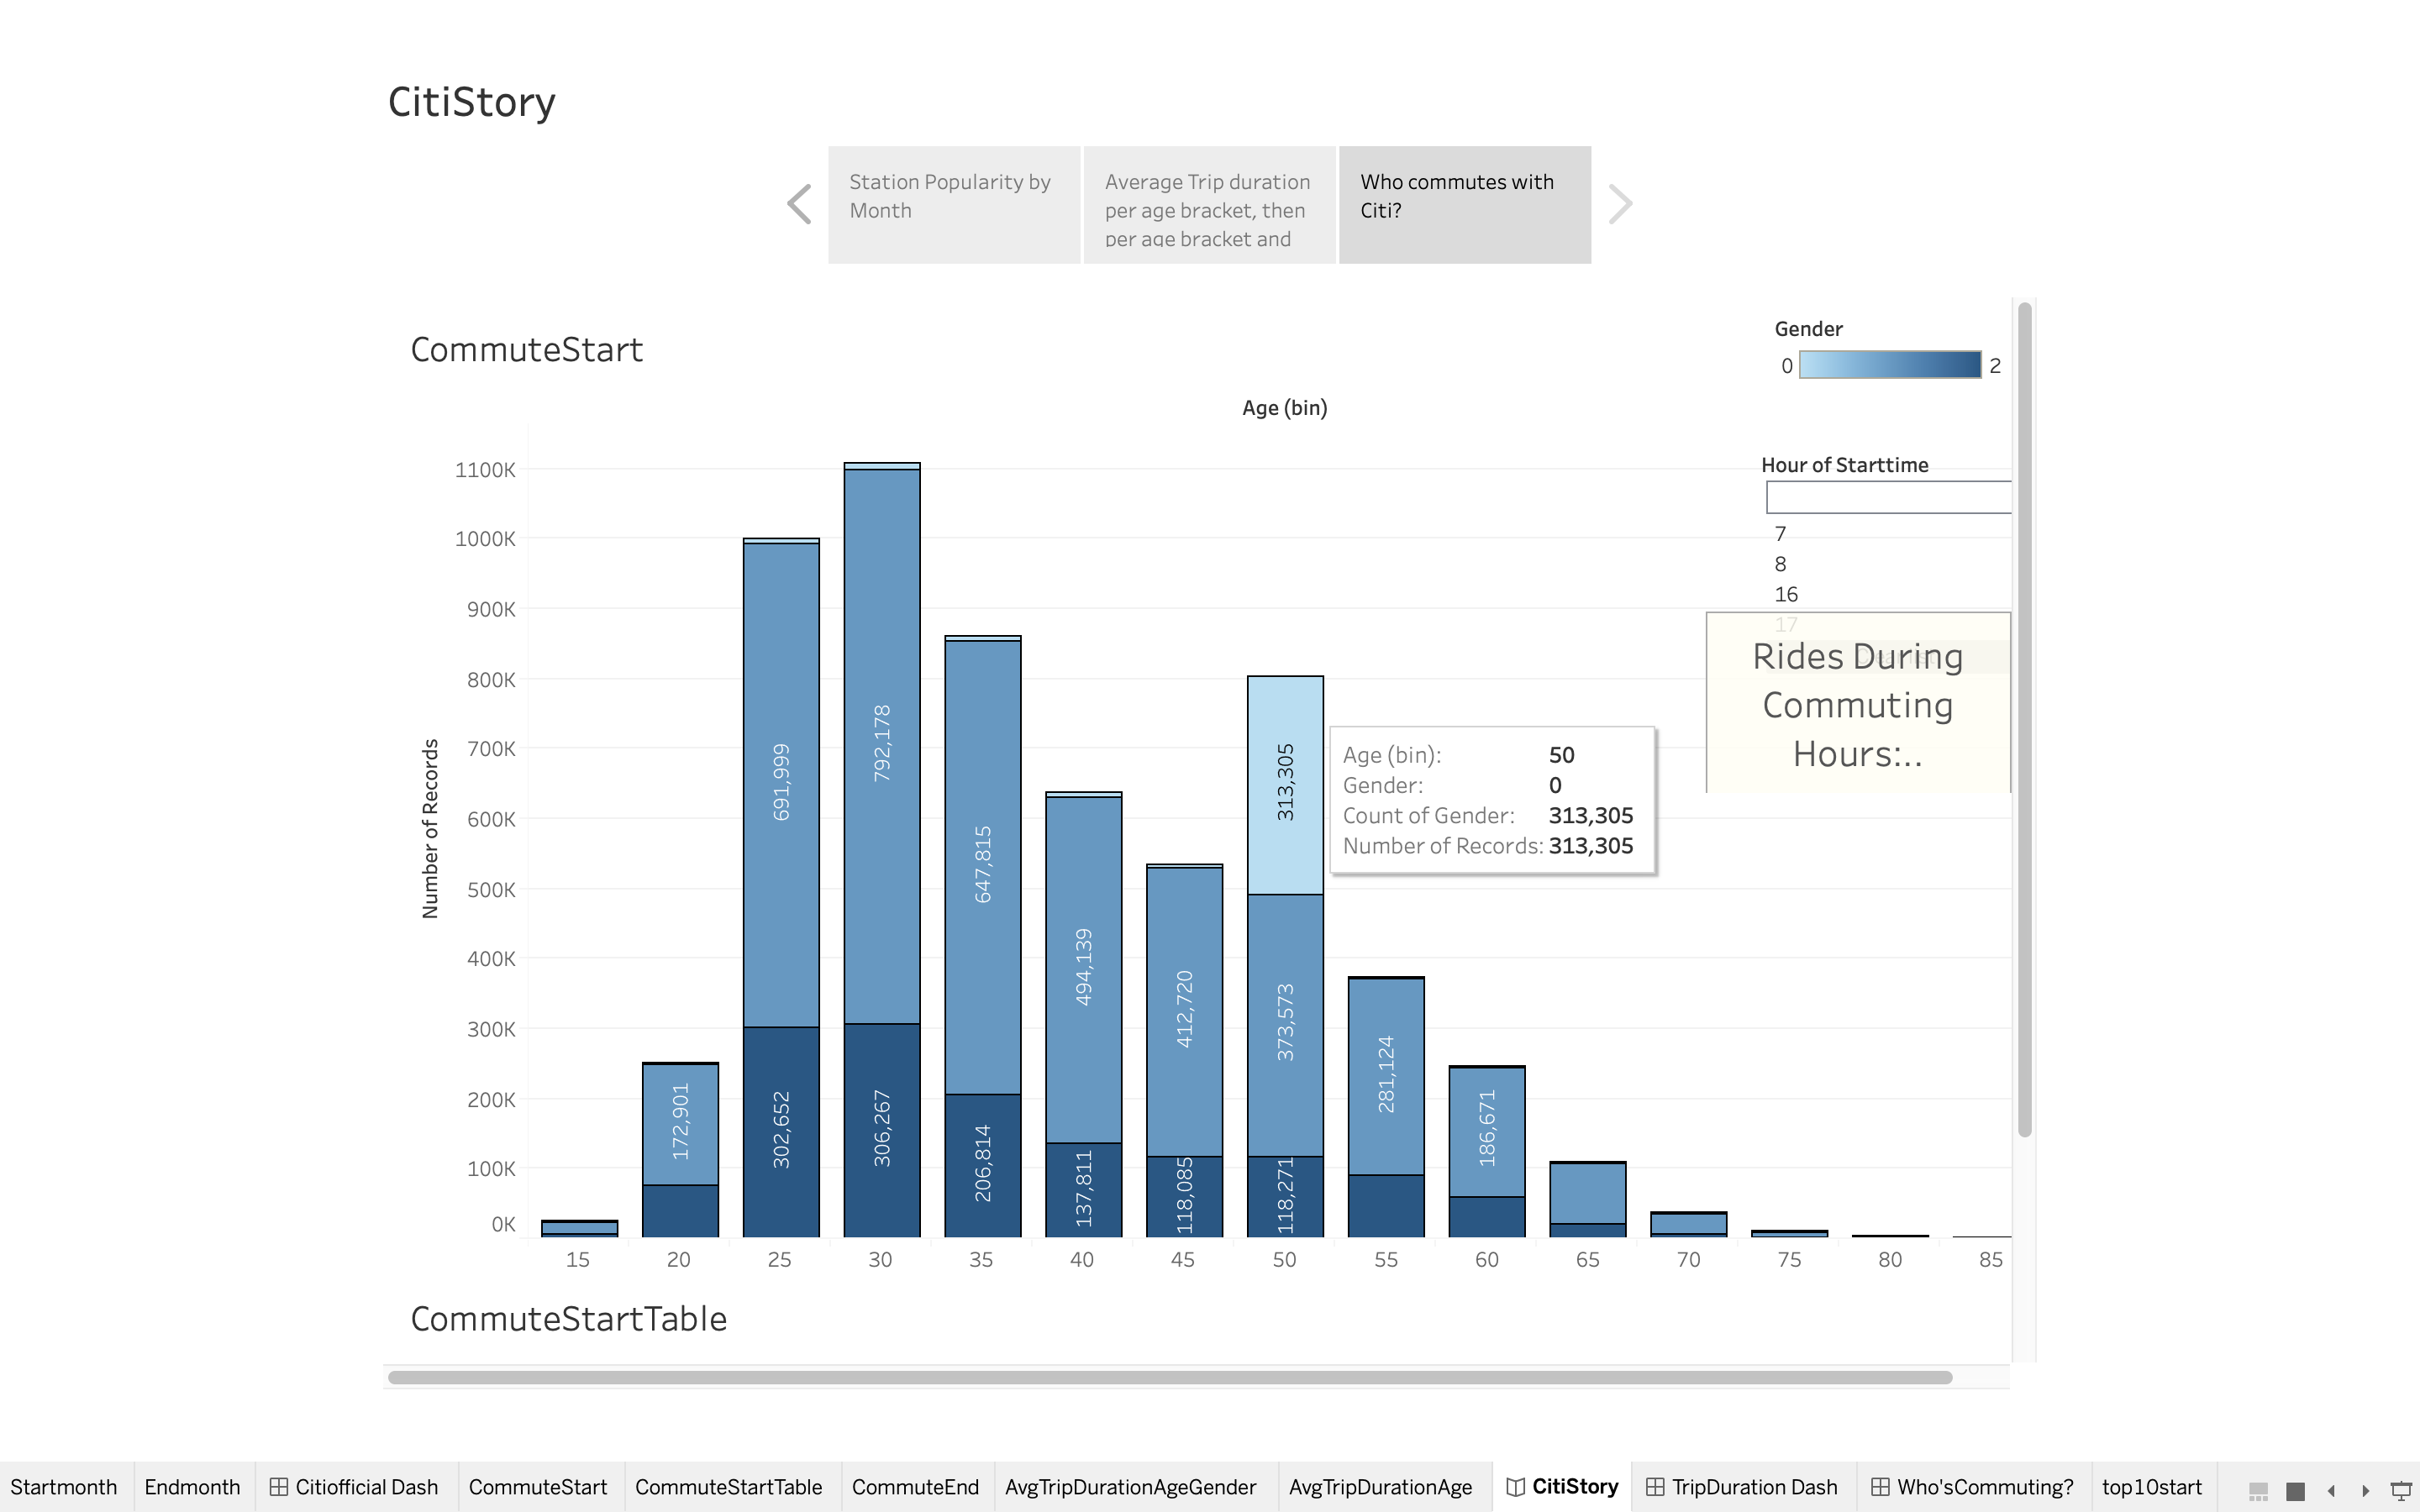 CitiStory
Station Popularity by
Month
Average Trip duration
per age bracket, then
per age bracket and
Who commutes with
Citi?
CommuteStart
Gender
0
2
Age (bin)
Hour of Starttime
7
8
16
17
Rides During
Commuting
Hours:..
Number of Records
1100K
1000K
900K
800K
700K
600K
500K
400K
300K
200K
100K
0K
172,901
691,999
302,652
792,178
306,267
647,815
206,814
494,139
137,811
412,720
118,085
313,305
373,573
118,271
281,124
186,671
Age (bin): 50
Gender: 0
Count of Gender: 313,305
Number of Records: 313,305
15 20 25 30 35 40 45 50 55 60 65 70 75 80 85
CommuteStartTable
Startmonth Endmonth Citiofficial Dash CommuteStart CommuteStartTable CommuteEnd AvgTripDurationAgeGender AvgTripDurationAge CitiStory TripDuration Dash Who'sCommuting? top10start